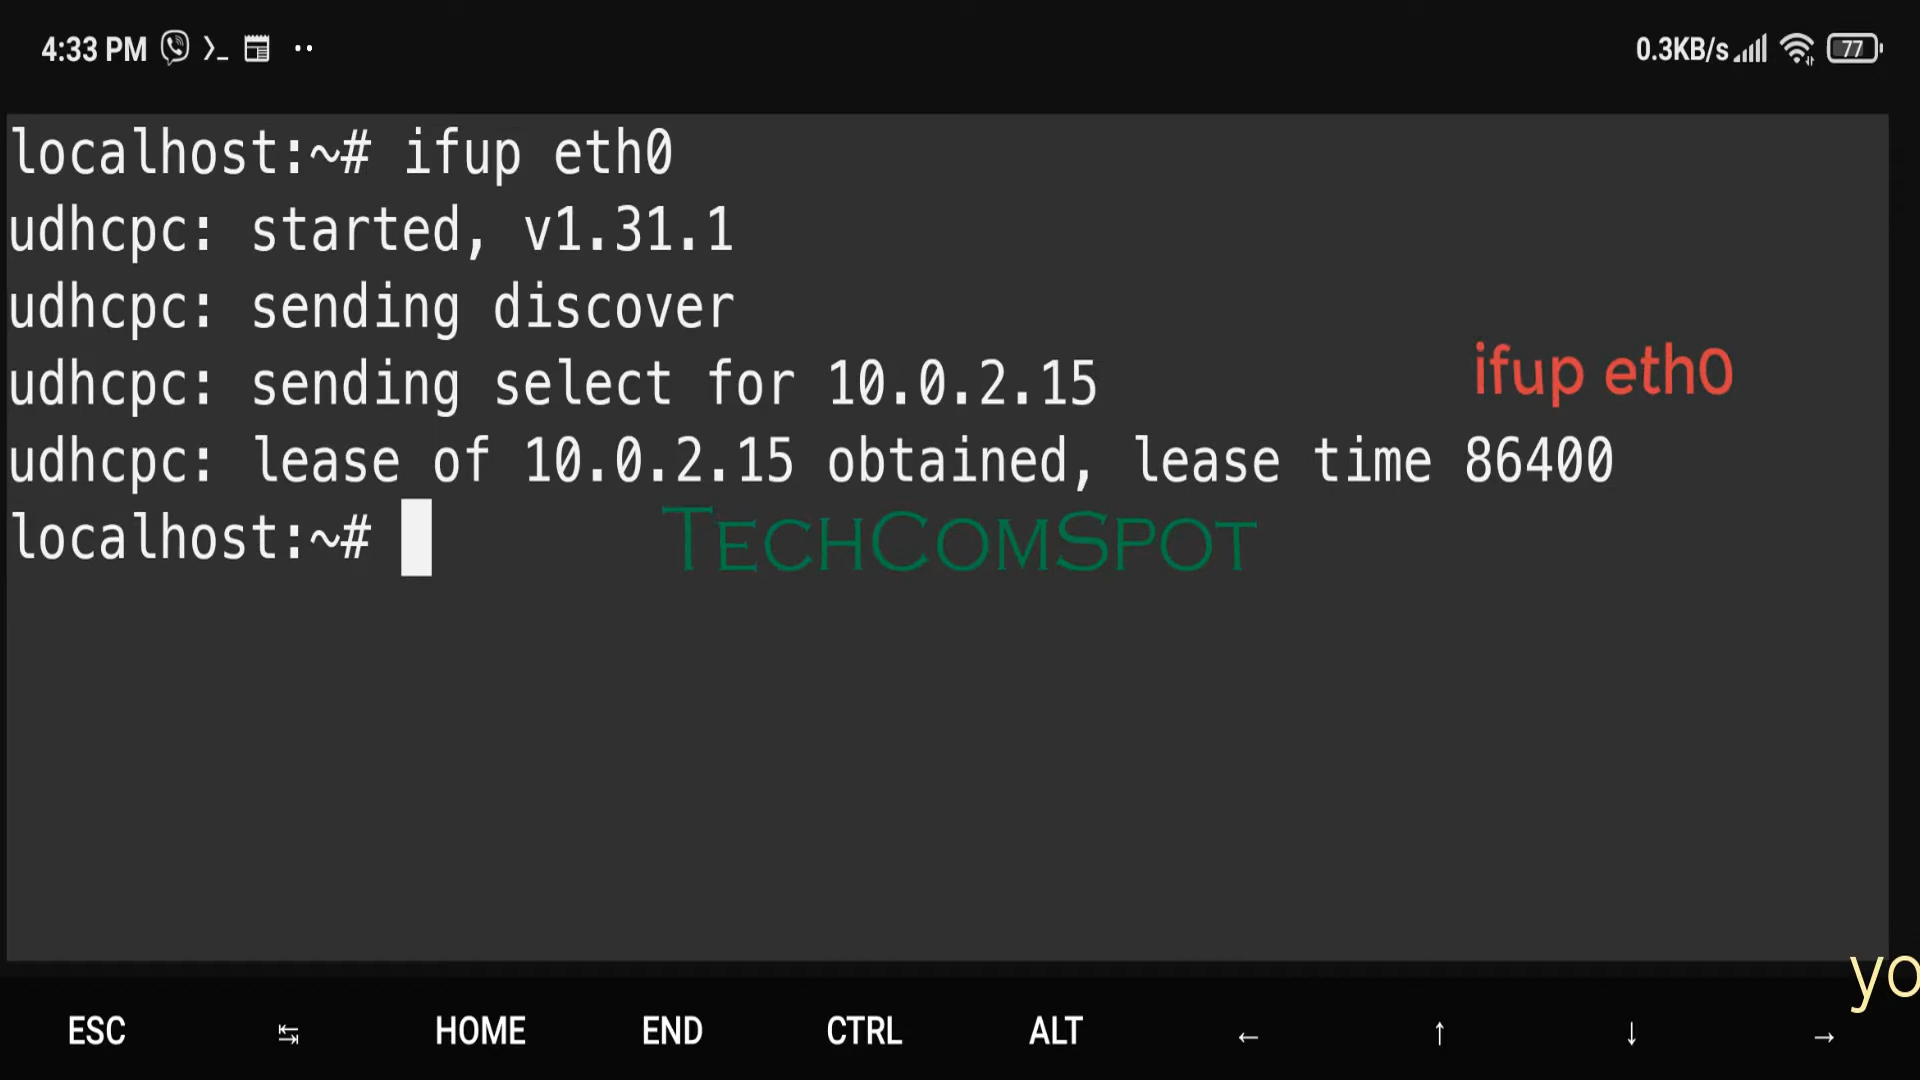 4:33 PM
0.3KB/s
77
localhost:~# ifup eth0
udhcpc: started, v1.31.1
udhcpc: sending discover
udhcpc: sending select for 10.0.2.15
ifup eth0
udhcpc: lease of 10.0.2.15 obtained, lease time 86400
localhost:~#
TECHCOMSPOT
yo
ESC ↹ HOME END CTRL ALT ← ↑ ↓ →